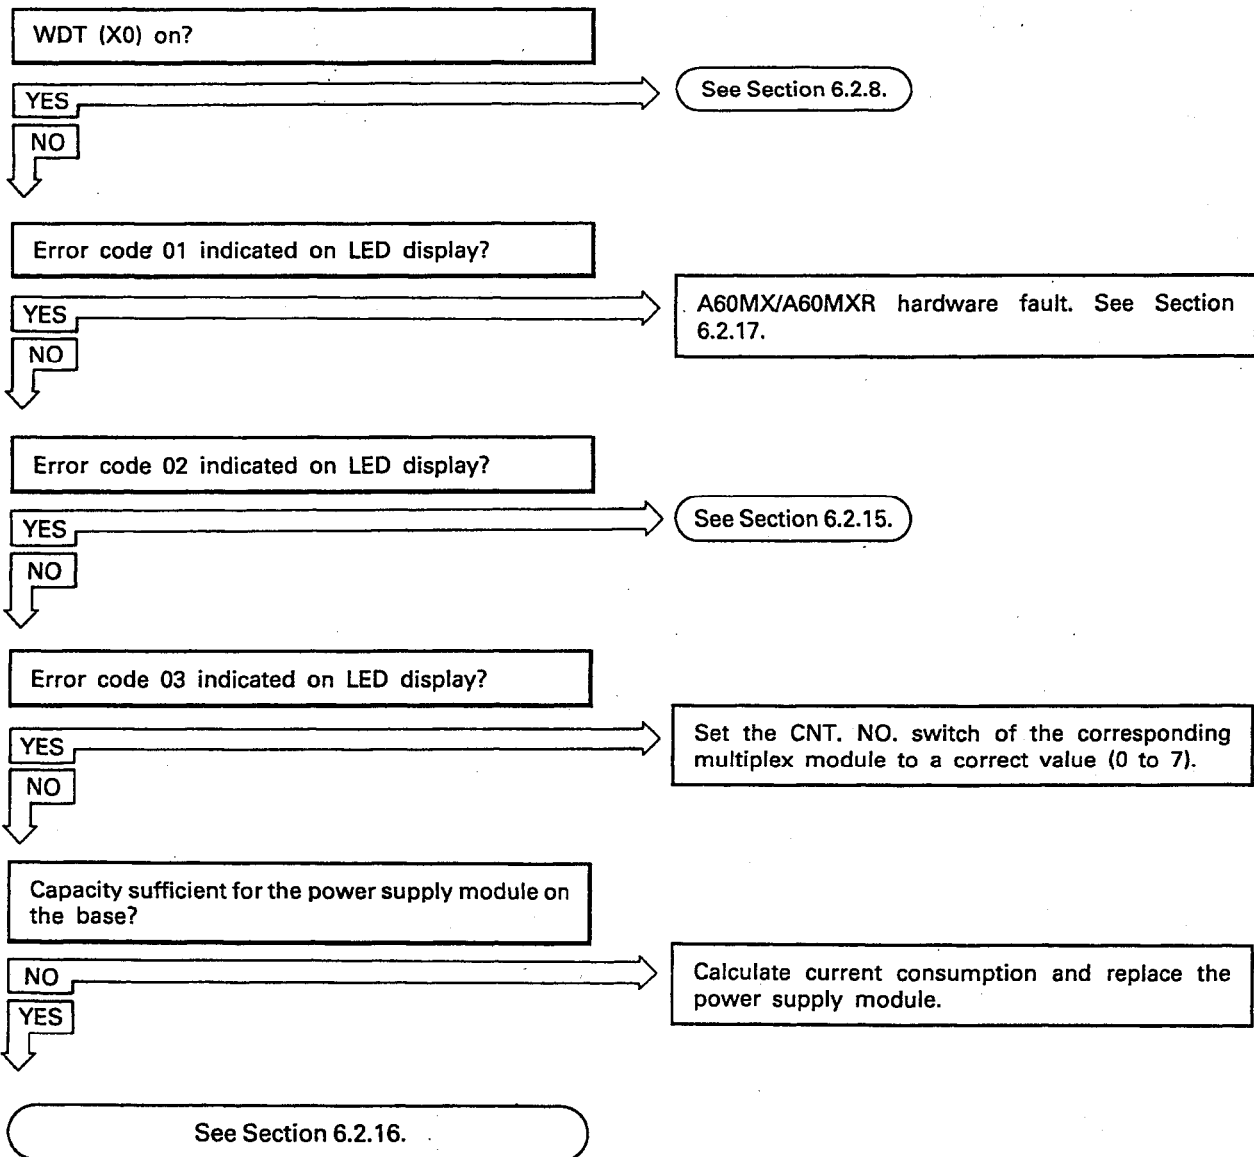 WDT (X0) on?
YES
See Section 6.2.8.
NO
Error code 01 indicated on LED display?
YES
A60MX/A60MXR hardware fault. See Section
6.2.17.
NO
Error code 02 indicated on LED display?
YES
See Section 6.2.15.
NO
Error code 03 indicated on LED display?
YES
Set the CNT. NO. switch of the corresponding
multiplex module to a correct value (0 to 7).
NO
Capacity sufficient for the power supply module on
the base?
NO
Calculate current consumption and replace the
power supply module.
YES
See Section 6.2.16.